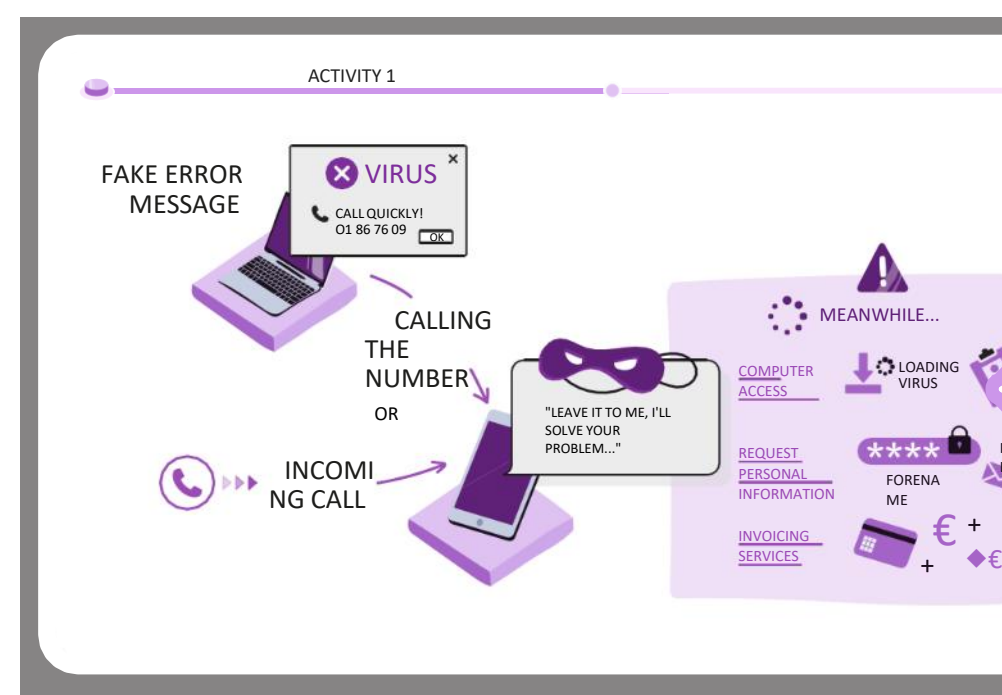 ACTIVITY 1
FAKE ERROR
MESSAGE
VIRUS
CALL QUICKLY!
O1 86 76 09
OK
CALLING
THE
NUMBER
OR
INCOMI
NG CALL
"LEAVE IT TO ME, I'LL
SOLVE YOUR
PROBLEM..."
MEANWHILE...
COMPUTER
ACCESS
LOADING
VIRUS
REQUEST
PERSONAL
INFORMATION
****
FORENA
ME
INVOICING
SERVICES
+
€
+
€